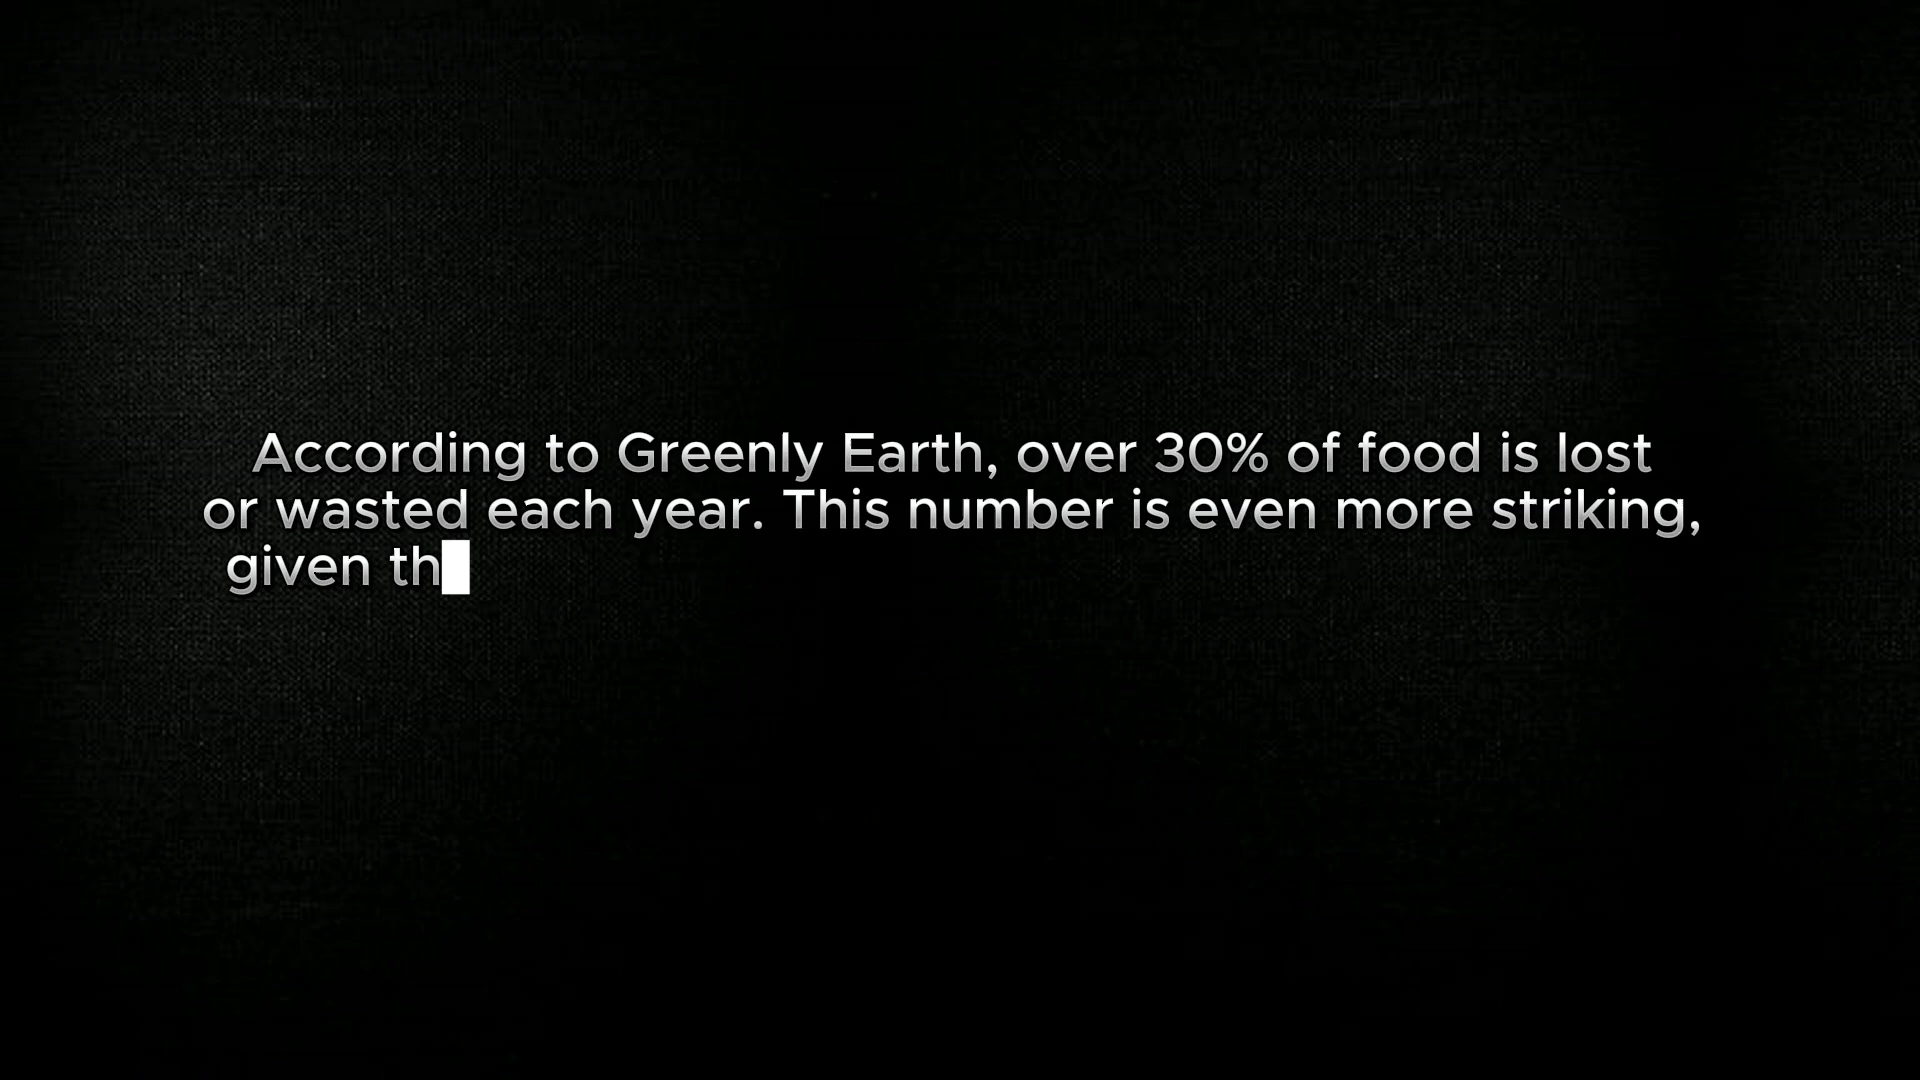 According to Greenly Earth, over 30% of food is lost
or wasted each year. This number is even more striking,
given th